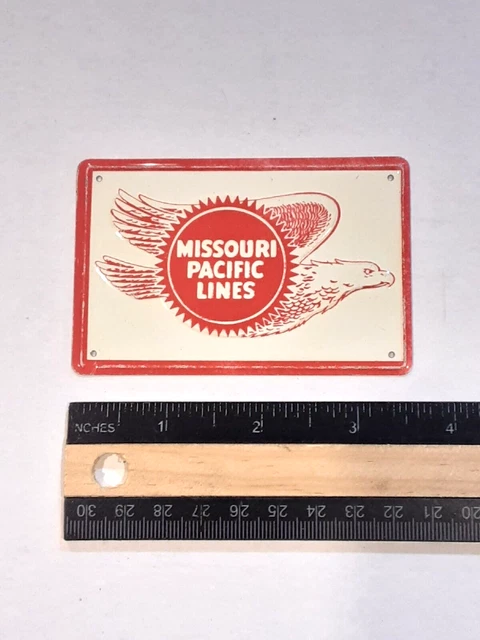 MISSOURI
PACIFIC
LINES
INCHES 1 2 3 4
30 29 28 27 26 25 24 23 22 21 20